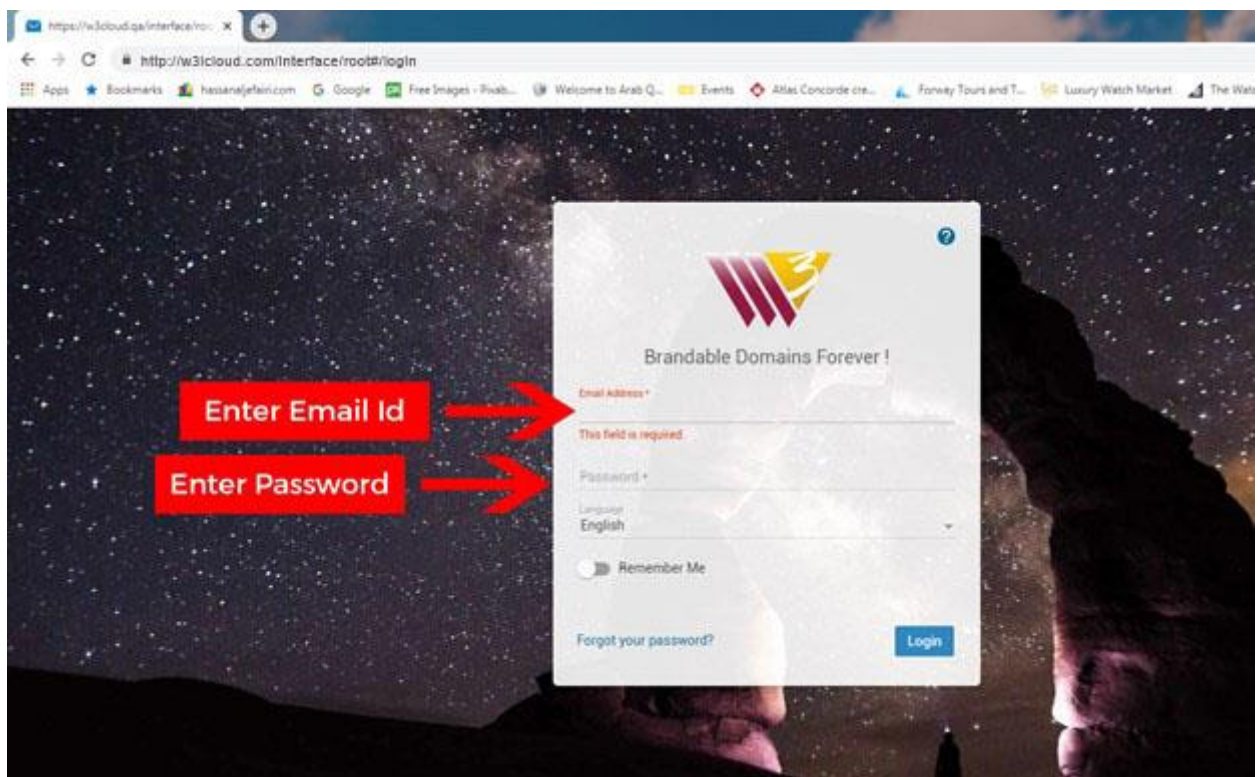 https://w3cloud.qa/interface/roo
http://w3icloud.com/interface/root#/login
Apps Bookmarks hassanaljefairi.com Google Free Images - Pixab... Welcome to Arab Q... Events Atlas Concorde cre... Forway Tours and T... Luxury Watch Market The Wat
W3
Brandable Domains Forever !
Email Address *
Enter Email Id
This field is required
Enter Password
Password *
Language
English
Remember Me
Forgot your password?
Login